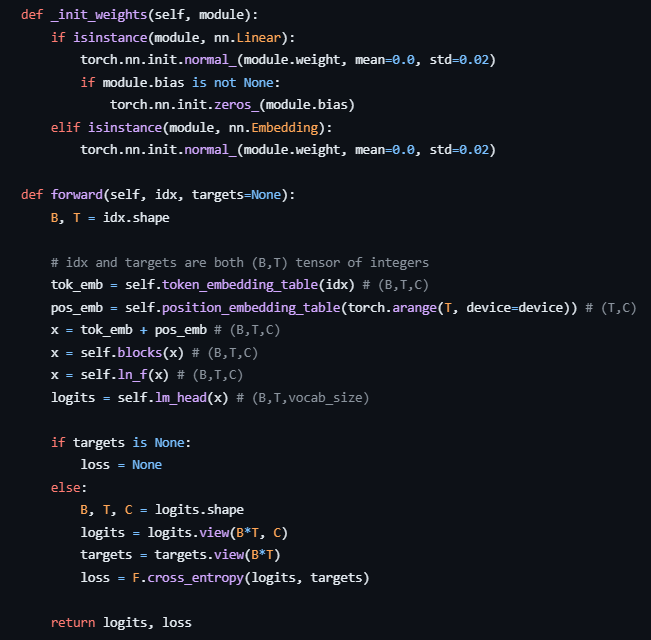 def _init_weights(self, module):
    if isinstance(module, nn.Linear):
        torch.nn.init.normal_(module.weight, mean=0.0, std=0.02)
        if module.bias is not None:
            torch.nn.init.zeros_(module.bias)
    elif isinstance(module, nn.Embedding):
        torch.nn.init.normal_(module.weight, mean=0.0, std=0.02)

def forward(self, idx, targets=None):
    B, T = idx.shape

    # idx and targets are both (B,T) tensor of integers
    tok_emb = self.token_embedding_table(idx) # (B,T,C)
    pos_emb = self.position_embedding_table(torch.arange(T, device=device)) # (T,C)
    x = tok_emb + pos_emb # (B,T,C)
    x = self.blocks(x) # (B,T,C)
    x = self.ln_f(x) # (B,T,C)
    logits = self.lm_head(x) # (B,T,vocab_size)

    if targets is None:
        loss = None
    else:
        B, T, C = logits.shape
        logits = logits.view(B*T, C)
        targets = targets.view(B*T)
        loss = F.cross_entropy(logits, targets)

    return logits, loss